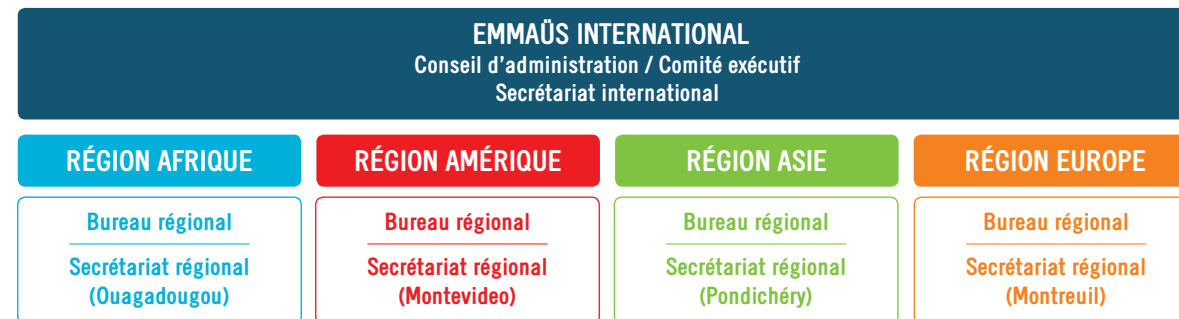 EMMAÜS INTERNATIONAL
Conseil d'administration / Comité exécutif
Secrétariat international
RÉGION AFRIQUE
Bureau régional
Secrétariat régional
(Ouagadougou)
RÉGION AMÉRIQUE
Bureau régional
Secrétariat régional
(Montevideo)
RÉGION ASIE
Bureau régional
Secrétariat régional
(Pondichéry)
RÉGION EUROPE
Bureau régional
Secrétariat régional
(Montreuil)